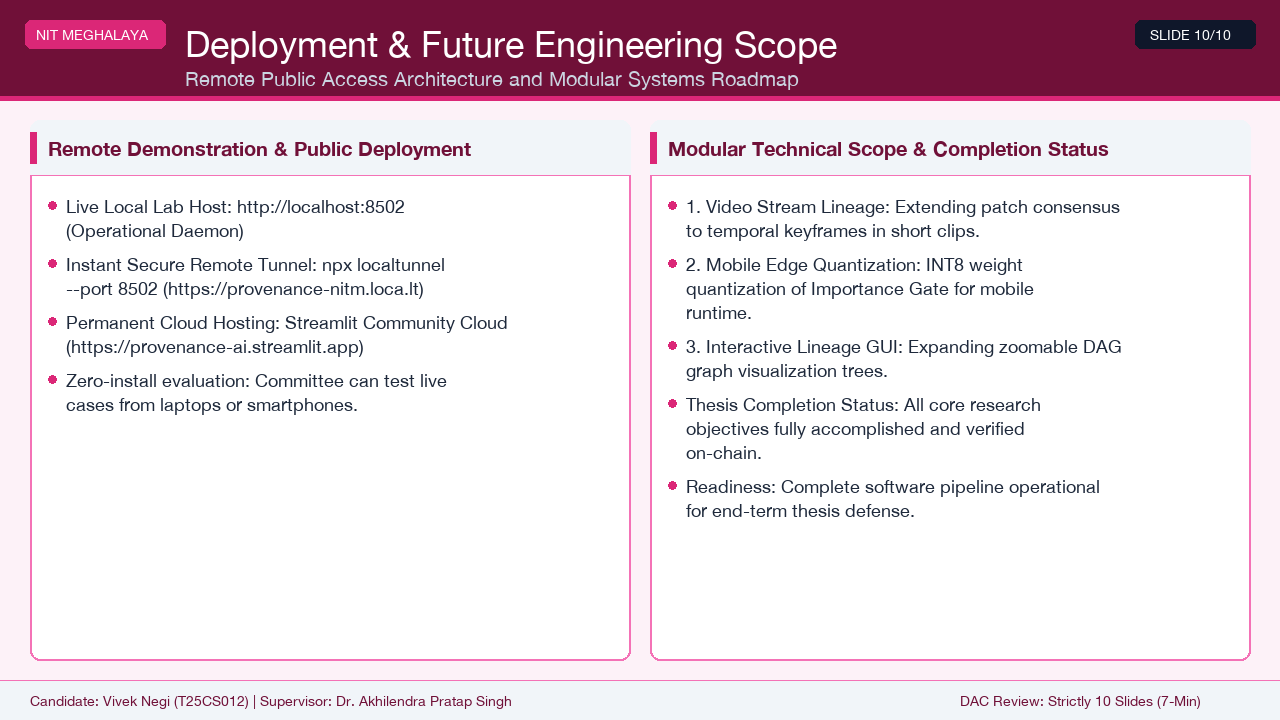 NIT MEGHALAYA
Deployment & Future Engineering Scope
SLIDE 10/10
Remote Public Access Architecture and Modular Systems Roadmap
Remote Demonstration & Public Deployment
Live Local Lab Host: http://localhost:8502
(Operational Daemon)
Instant Secure Remote Tunnel: npx localtunnel
--port 8502 (https://provenance-nitm.loca.lt)
Permanent Cloud Hosting: Streamlit Community Cloud
(https://provenance-ai.streamlit.app)
Zero-install evaluation: Committee can test live
cases from laptops or smartphones.
Modular Technical Scope & Completion Status
1. Video Stream Lineage: Extending patch consensus
to temporal keyframes in short clips.
2. Mobile Edge Quantization: INT8 weight
quantization of Importance Gate for mobile
runtime.
3. Interactive Lineage GUI: Expanding zoomable DAG
graph visualization trees.
Thesis Completion Status: All core research
objectives fully accomplished and verified
on-chain.
Readiness: Complete software pipeline operational
for end-term thesis defense.
Candidate: Vivek Negi (T25CS012) | Supervisor: Dr. Akhilendra Pratap Singh
DAC Review: Strictly 10 Slides (7-Min)